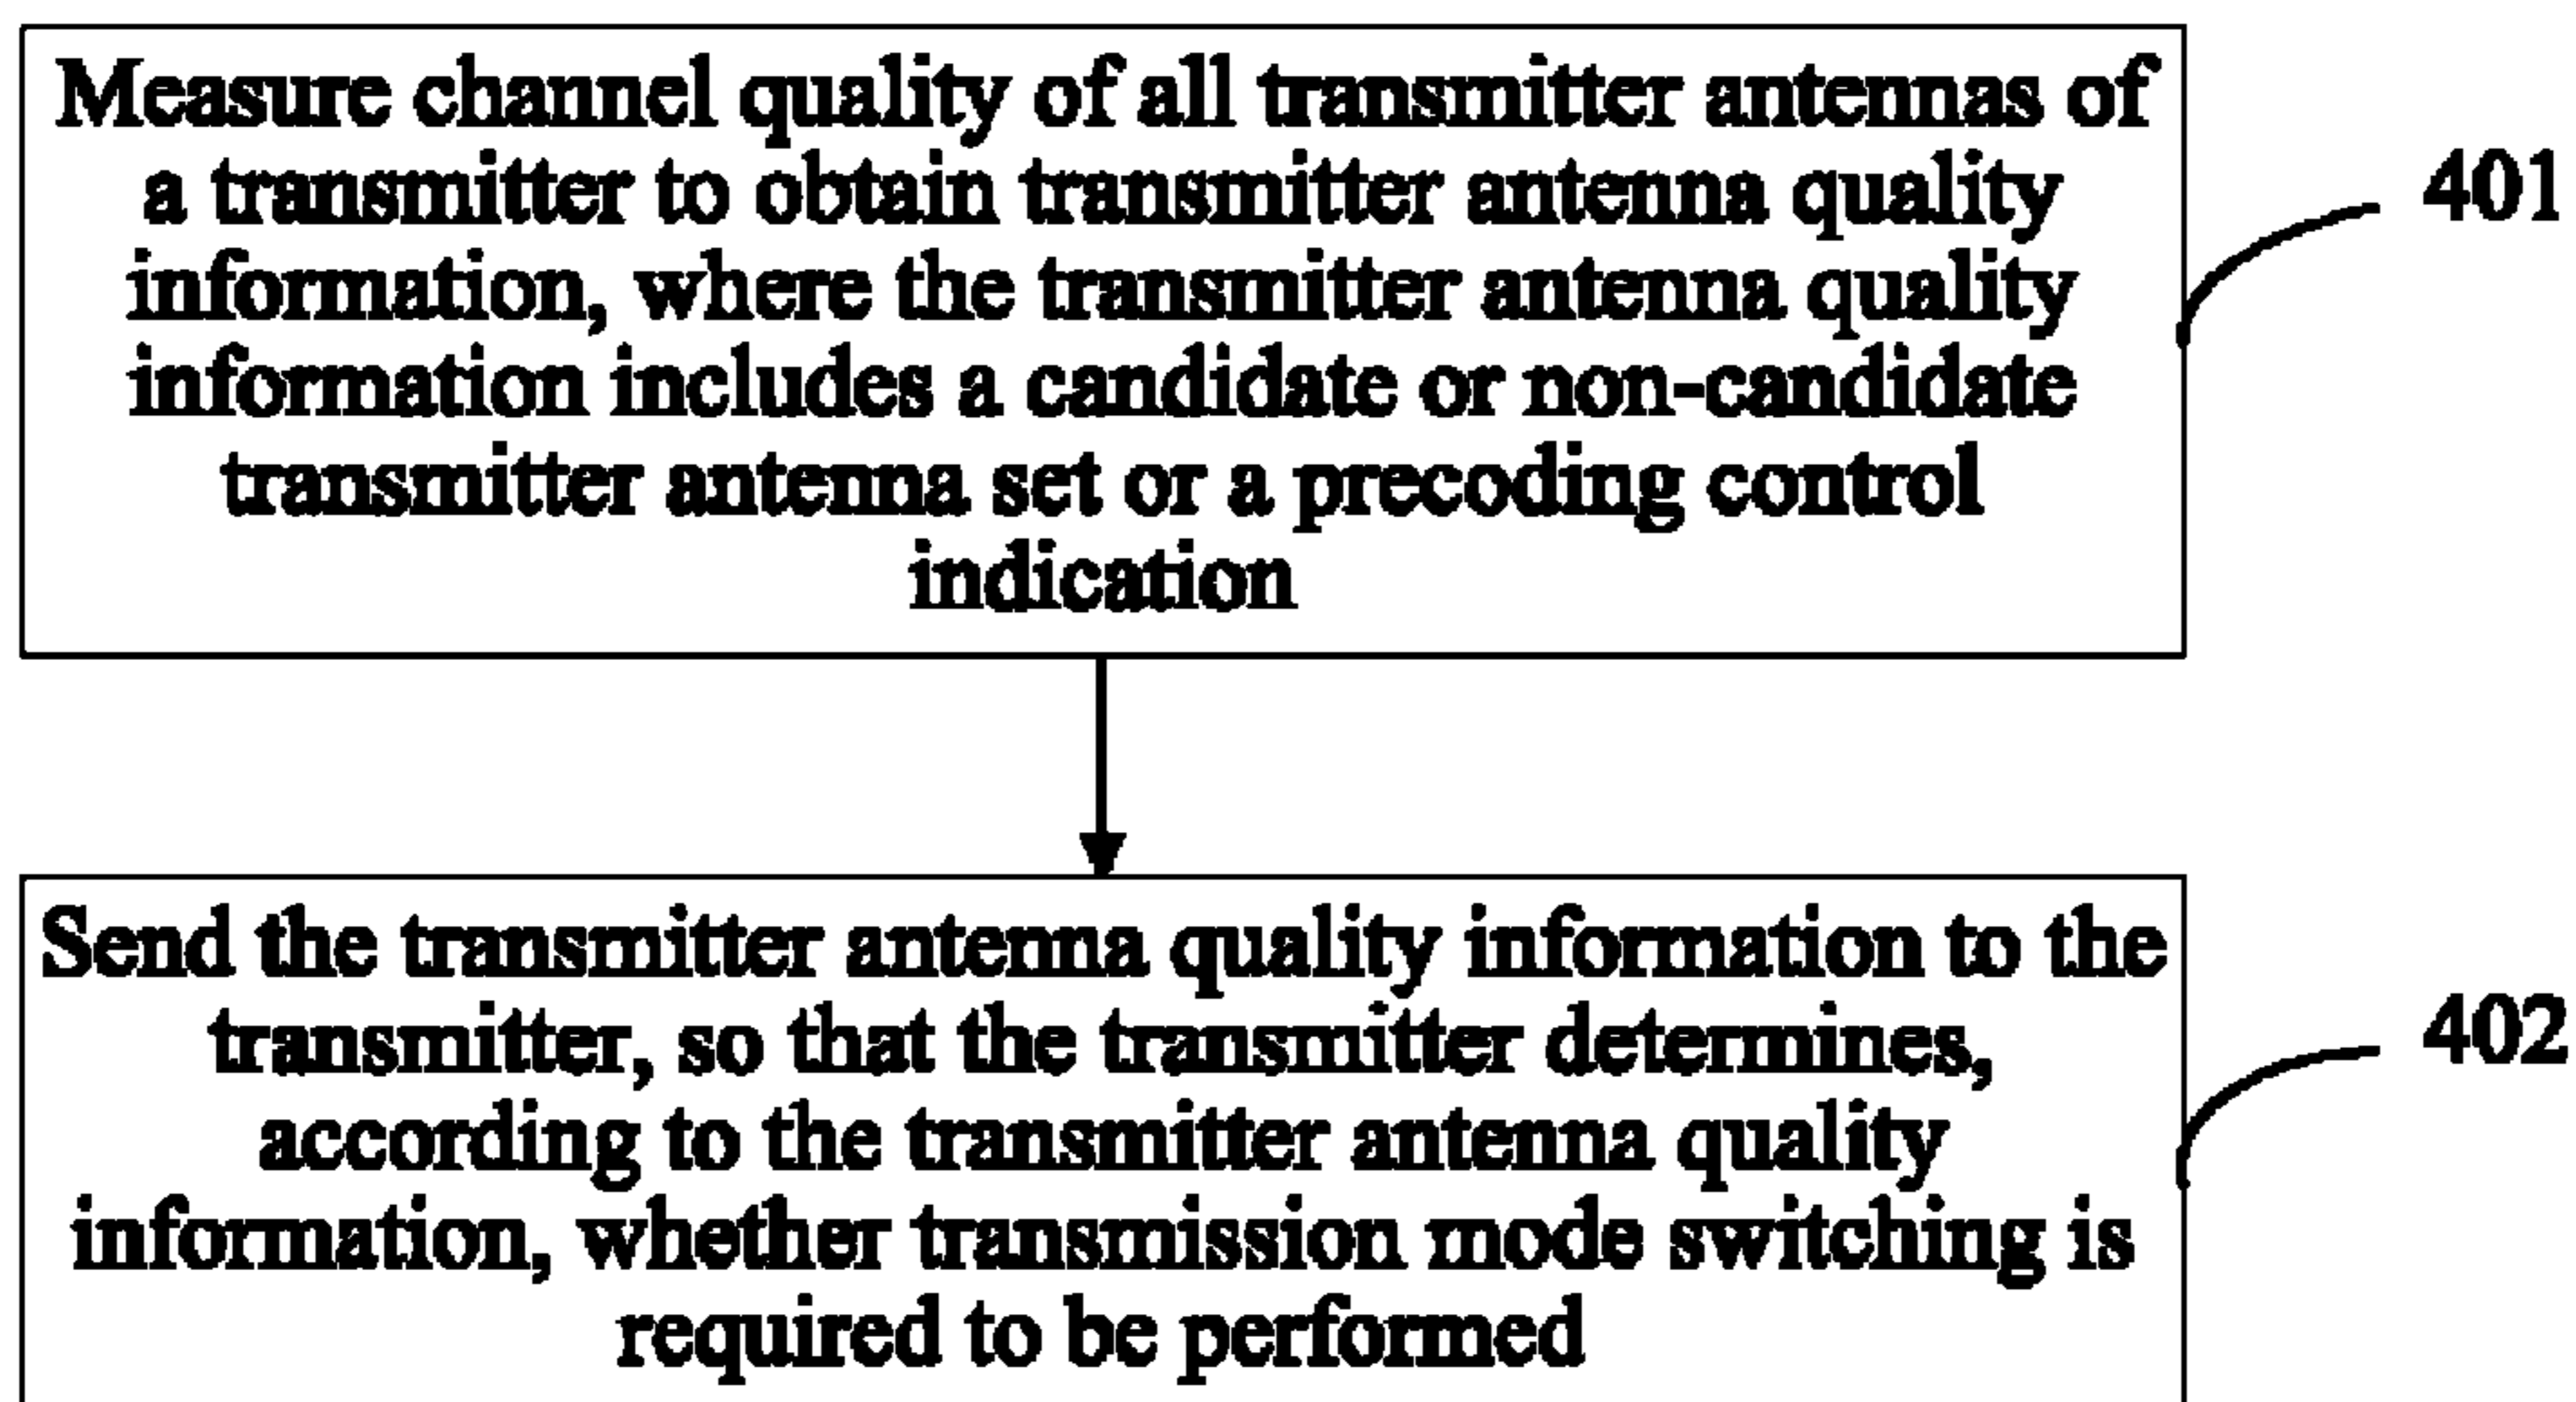 Measure channel quality of all transmitter antennas of
a transmitter to obtain transmitter antenna quality
information, where the transmitter antenna quality
information includes a candidate or non-candidate
transmitter antenna set or a precoding control
indication
401
Send the transmitter antenna quality information to the
transmitter, so that the transmitter determines,
according to the transmitter antenna quality
information, whether transmission mode switching is
required to be performed
402